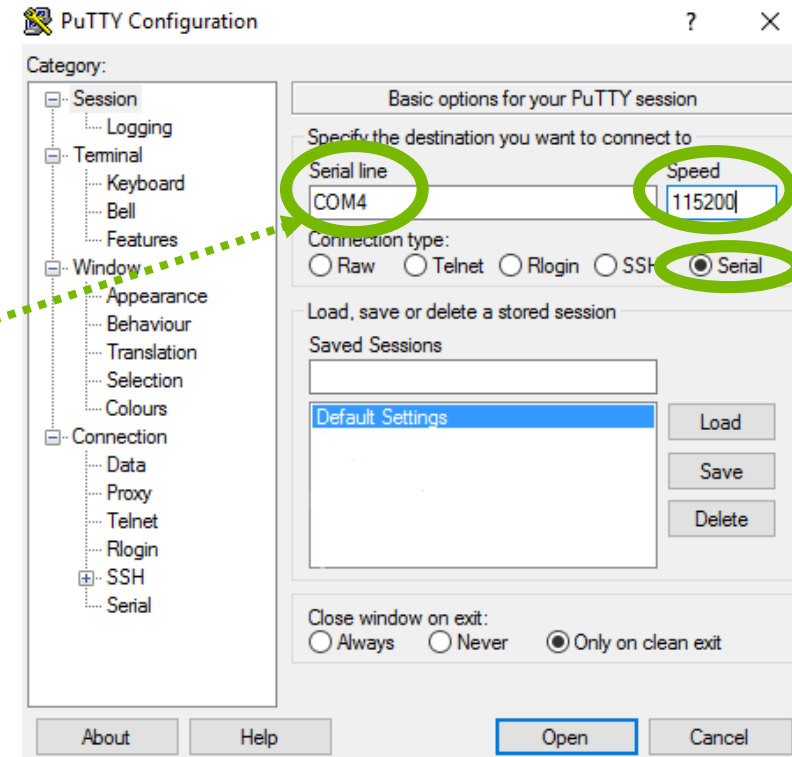 PuTTY Configuration
?
Category:
Session
Logging
Terminal
Keyboard
Bell
Features
Window
Appearance
Behaviour
Translation
Selection
Colours
Connection
Data
Proxy
Telnet
Rlogin
SSH
Serial
Basic options for your PuTTY session
Specify the destination you want to connect to
Serial line Speed
COM4 115200
Connection type:
Raw Telnet Rlogin SSH Serial
Load, save or delete a stored session
Saved Sessions
Default Settings
Load
Save
Delete
Close window on exit:
Always Never Only on clean exit
About Help Open Cancel